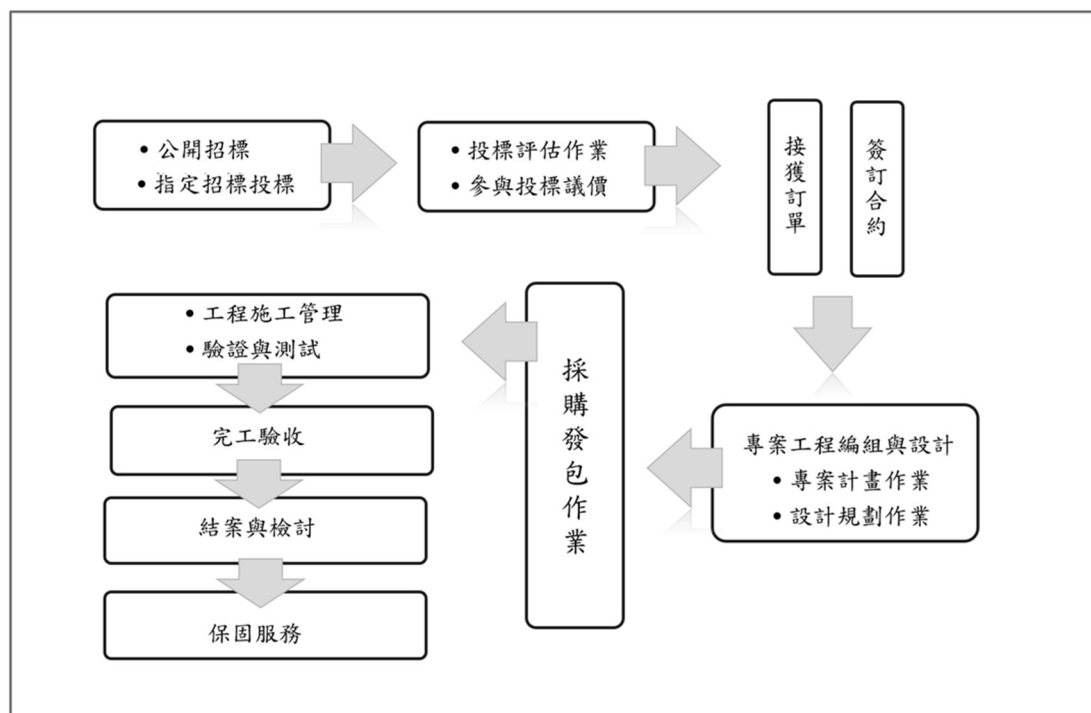 • 公開招標
• 指定招標投標
• 投標評估作業
• 參與投標議價
接獲訂單
簽訂合約
專案工程編組與設計
• 專案計畫作業
• 設計規劃作業
採購發包作業
• 工程施工管理
• 驗證與測試
完工驗收
結案與檢討
保固服務